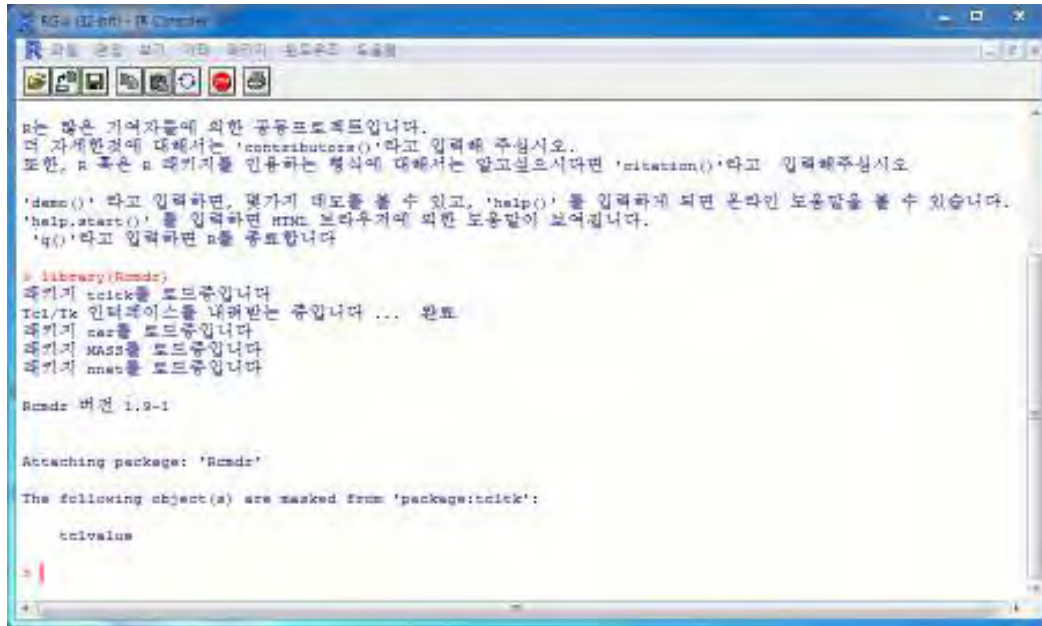 RGui (32-bit) - [R Console]
파일 편집 보기 기타 패키지 윈도우즈 도움말
STOP
R는 많은 기여자들에 의한 공동프로젝트입니다.
더 자세한것에 대해서는 'contributors()'라고 입력해 주십시오.
또한, R 혹은 R 패키지를 인용하는 형식에 대해서는 알고싶으시다면 'citation()'라고 입력해주십시오
'demo()' 라고 입력하면, 몇가지 데모를 볼 수 있고, 'help()' 를 입력하게 되면 온라인 도움말을 볼 수 있습니다.
'help.start()' 를 입력하면 HTML 브라우저에 의한 도움말이 보여집니다.
'q()'라고 입력하면 R를 종료합니다
> library(Rcmdr)
패키지 tcltk를 로드중입니다
Tcl/Tk 인터페이스를 내려받는 중입니다 ... 완료
패키지 car를 로드중입니다
패키지 MASS를 로드중입니다
패키지 nnet를 로드중입니다
Rcmdr 버전 1.9-1
Attaching package: 'Rcmdr'
The following object(s) are masked from 'package:tcltk':
tclvalue
>